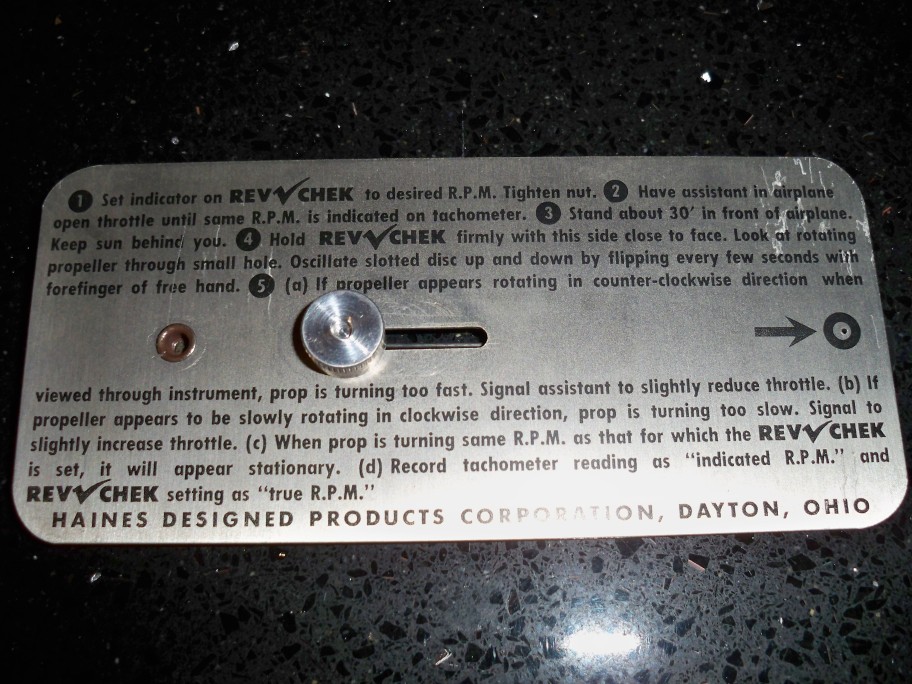 1 Set indicator on REV✓CHEK to desired R.P.M. Tighten nut. 2 Have assistant in airplane
open throttle until same R.P.M. is indicated on tachometer. 3 Stand about 30' in front of airplane.
Keep sun behind you. 4 Hold REV✓CHEK firmly with this side close to face. Look at rotating
propeller through small hole. Oscillate slotted disc up and down by flipping every few seconds with
forefinger of free hand. 5 (a) If propeller appears rotating in counter-clockwise direction when
viewed through instrument, prop is turning too fast. Signal assistant to slightly reduce throttle. (b) If
propeller appears to be slowly rotating in clockwise direction, prop is turning too slow. Signal to
slightly increase throttle. (c) When prop is turning same R.P.M. as that for which the REV✓CHEK
is set, it will appear stationary. (d) Record tachometer reading as "indicated R.P.M." and
REV✓CHEK setting as "true R.P.M."
HAINES DESIGNED PRODUCTS CORPORATION, DAYTON, OHIO